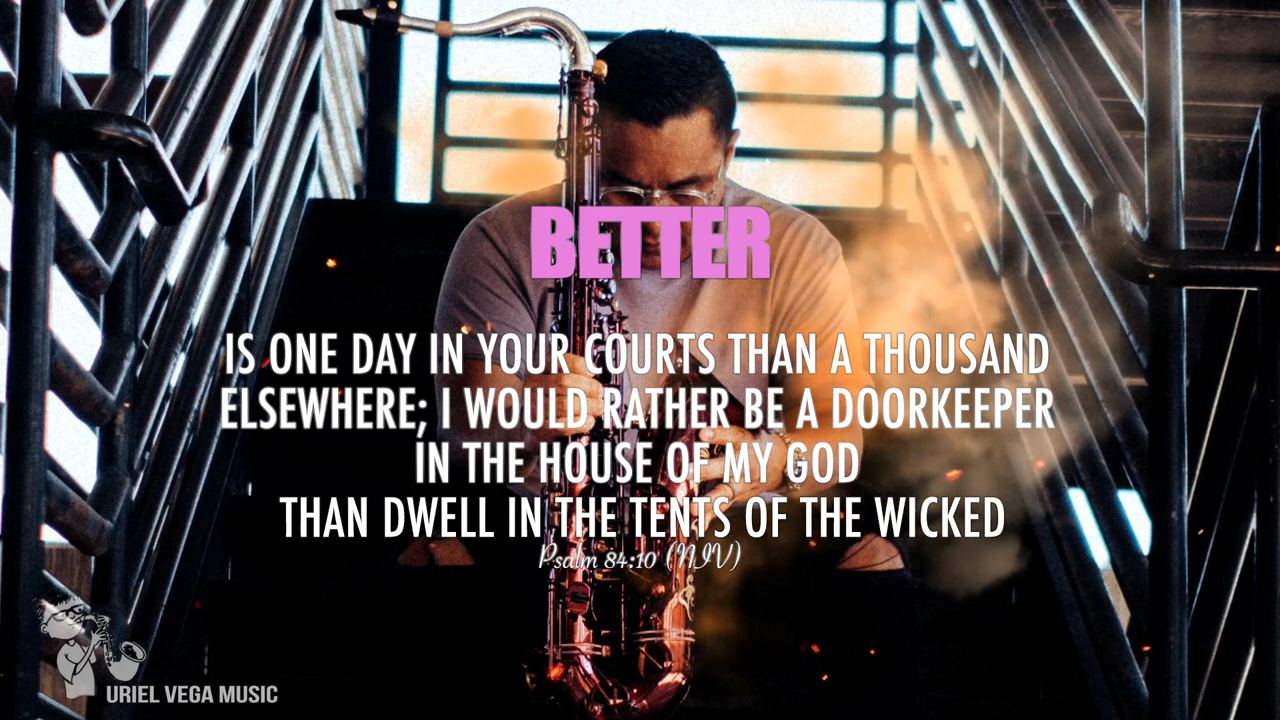 BETTER
IS ONE DAY IN YOUR COURTS THAN A THOUSAND
ELSEWHERE; I WOULD RATHER BE A DOORKEEPER
IN THE HOUSE OF MY GOD
THAN DWELL IN THE TENTS OF THE WICKED
Psalm 84:10 (NIV)
URIEL VEGA MUSIC